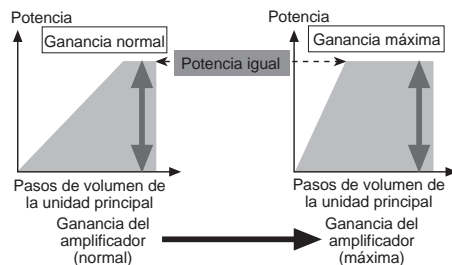 Potencia
Ganancia normal
Potencia igual
Pasos de volumen de
la unidad principal
Ganancia del
amplificador
(normal)
Potencia
Ganancia máxima
Pasos de volumen de
la unidad principal
Ganancia del
amplificador
(máxima)